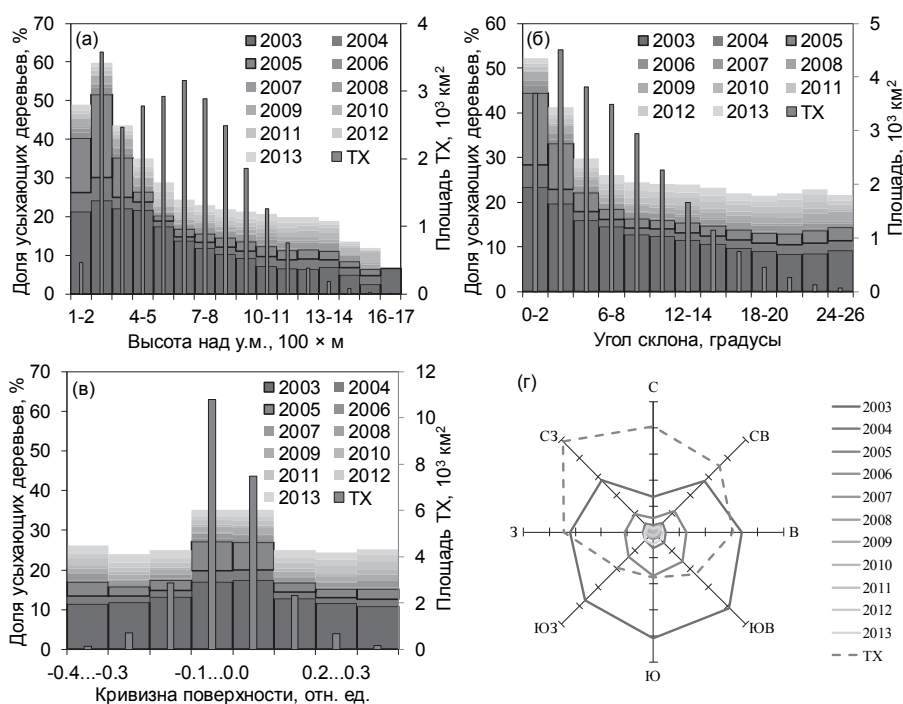 (а)
Доля усыхающих деревьев, %
70
60
50
40
30
20
10
0
2003 2004
2005 2006
2007 2008
2009 2010
2011 2012
2013 ТХ
4
3
2
1
0
Площадь ТХ, 10³ км²
1-2 4-5 7-8 10-11 13-14 16-17
Высота над у.м., 100 × м
(б)
Доля усыхающих деревьев, %
60
50
40
30
20
10
0
2003 2004 2005
2006 2007 2008
2009 2010 2011
2012 2013 ТХ
5
4
3
2
1
0
Площадь, 10³ км²
0-2 6-8 12-14 18-20 24-26
Угол склона, градусы
(в)
Доля усыхающих деревьев, %
70
60
50
40
30
20
10
0
2003 2004
2005 2006
2007 2008
2009 2010
2011 2012
2013 ТХ
12
10
8
6
4
2
0
Площадь ТХ, 10³ км²
-0.4...-0.3 -0.1...0.0 0.2...0.3
Кривизна поверхности, отн. ед.
(г)
С
СЗ СВ
З В
ЮЗ ЮВ
Ю
2003
2004
2005
2006
2007
2008
2009
2010
2011
2012
2013
ТХ